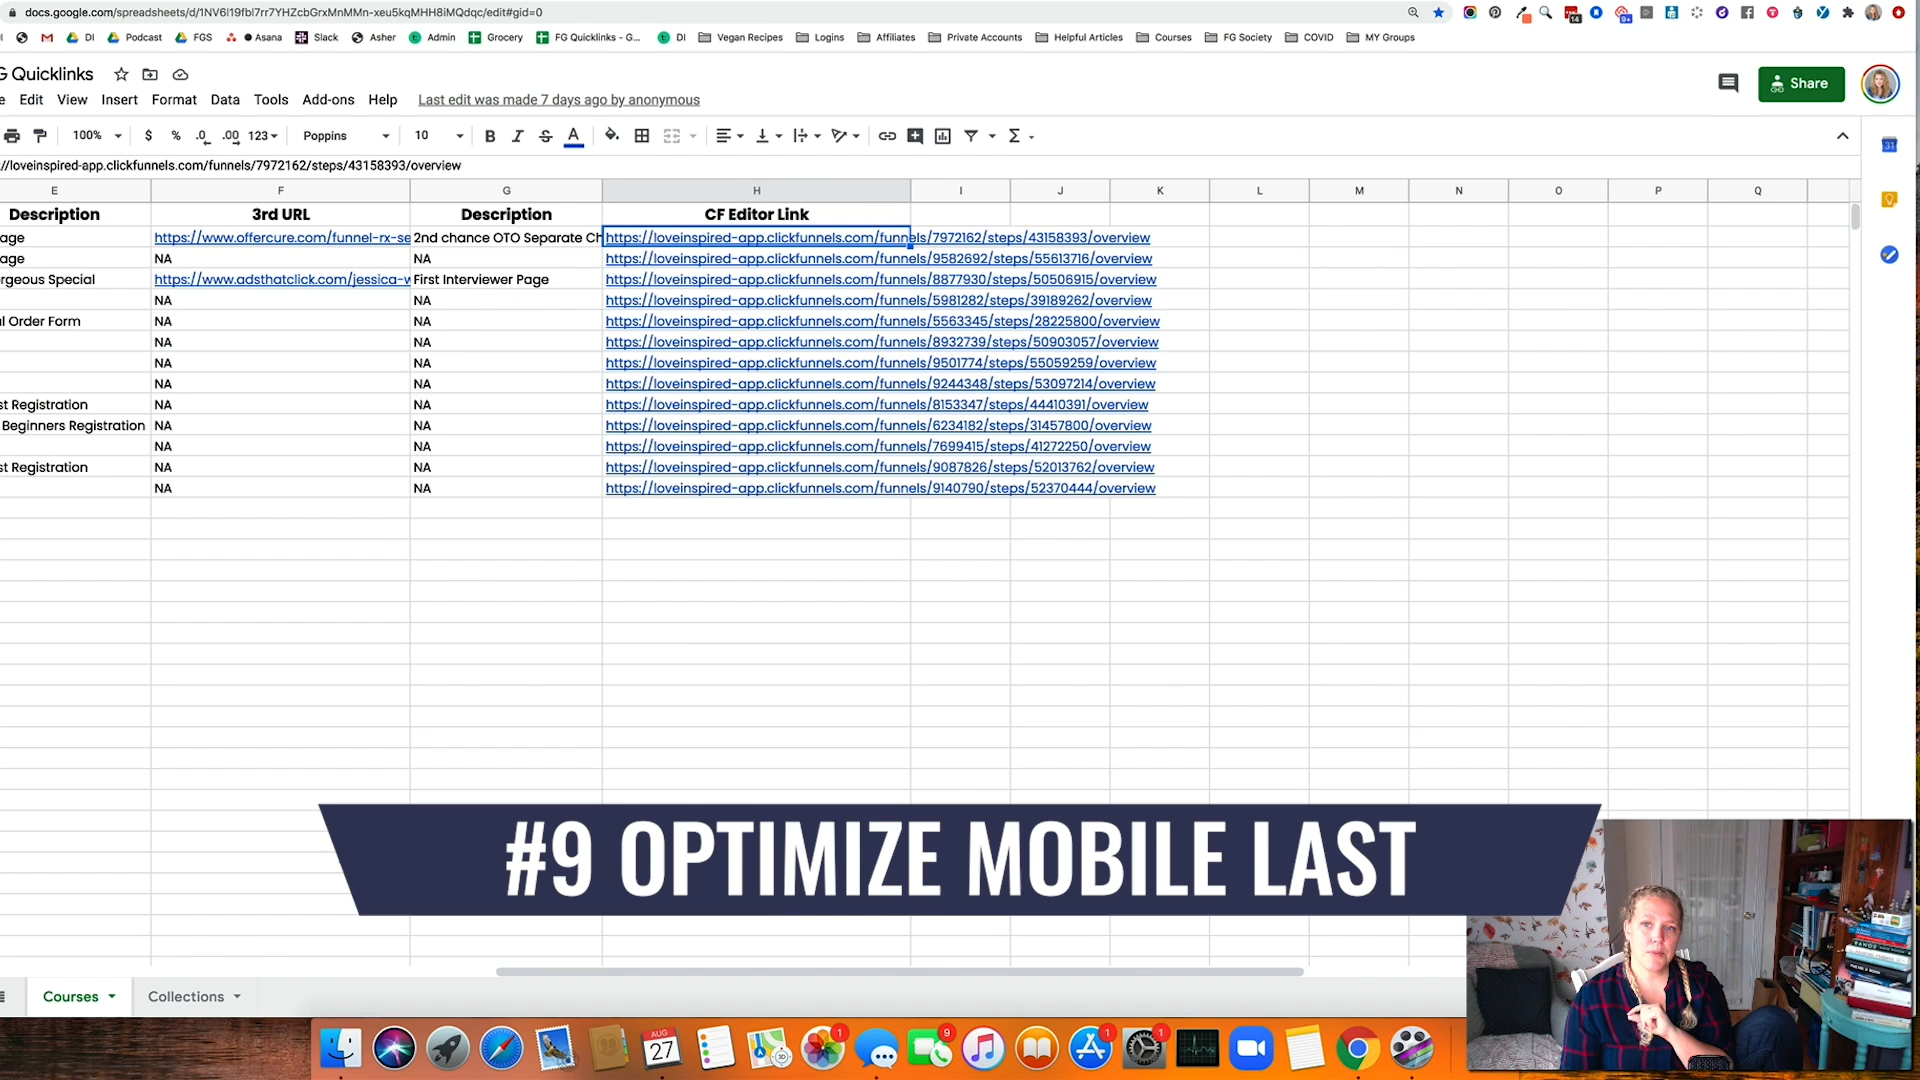 docs.google.com/spreadsheets/d/1NV6l19fbl7rr7YHZcbGrxMnMMn-xeu5kqMHH8iMQdqc/edit#gid=0
DI Podcast FGS Asana Slack Asher Admin Grocery FG Quicklinks - G... DI Vegan Recipes Logins Affiliates Private Accounts Helpful Articles Courses FG Society COVID MY Groups
G Quicklinks
Share
Edit View Insert Format Data Tools Add-ons Help Last edit was made 7 days ago by anonymous
100% $ % .0 .00 123 Poppins 10 B I S A
//loveinspired-app.clickfunnels.com/funnels/7972162/steps/43158393/overview
E F G H I J K L M N O P Q
Description 3rd URL Description CF Editor Link
age https://www.offercure.com/funnel-rx-se 2nd chance OTO Separate Ch https://loveinspired-app.clickfunnels.com/funnels/7972162/steps/43158393/overview
age NA NA https://loveinspired-app.clickfunnels.com/funnels/9582692/steps/55613716/overview
rgeous Special https://www.adsthatclick.com/jessica-w First Interviewer Page https://loveinspired-app.clickfunnels.com/funnels/8877930/steps/50506915/overview
NA NA https://loveinspired-app.clickfunnels.com/funnels/5981282/steps/39189262/overview
l Order Form NA NA https://loveinspired-app.clickfunnels.com/funnels/5563345/steps/28225800/overview
NA NA https://loveinspired-app.clickfunnels.com/funnels/8932739/steps/50903057/overview
NA NA https://loveinspired-app.clickfunnels.com/funnels/9501774/steps/55059259/overview
NA NA https://loveinspired-app.clickfunnels.com/funnels/9244348/steps/53097214/overview
st Registration NA NA https://loveinspired-app.clickfunnels.com/funnels/8153347/steps/44410391/overview
Beginners Registration NA NA https://loveinspired-app.clickfunnels.com/funnels/6234182/steps/31457800/overview
NA NA https://loveinspired-app.clickfunnels.com/funnels/7699415/steps/41272250/overview
st Registration NA NA https://loveinspired-app.clickfunnels.com/funnels/9087826/steps/52013762/overview
NA NA https://loveinspired-app.clickfunnels.com/funnels/9140790/steps/52370444/overview
#9 OPTIMIZE MOBILE LAST
Courses Collections
AUG
27
1
9
1
1